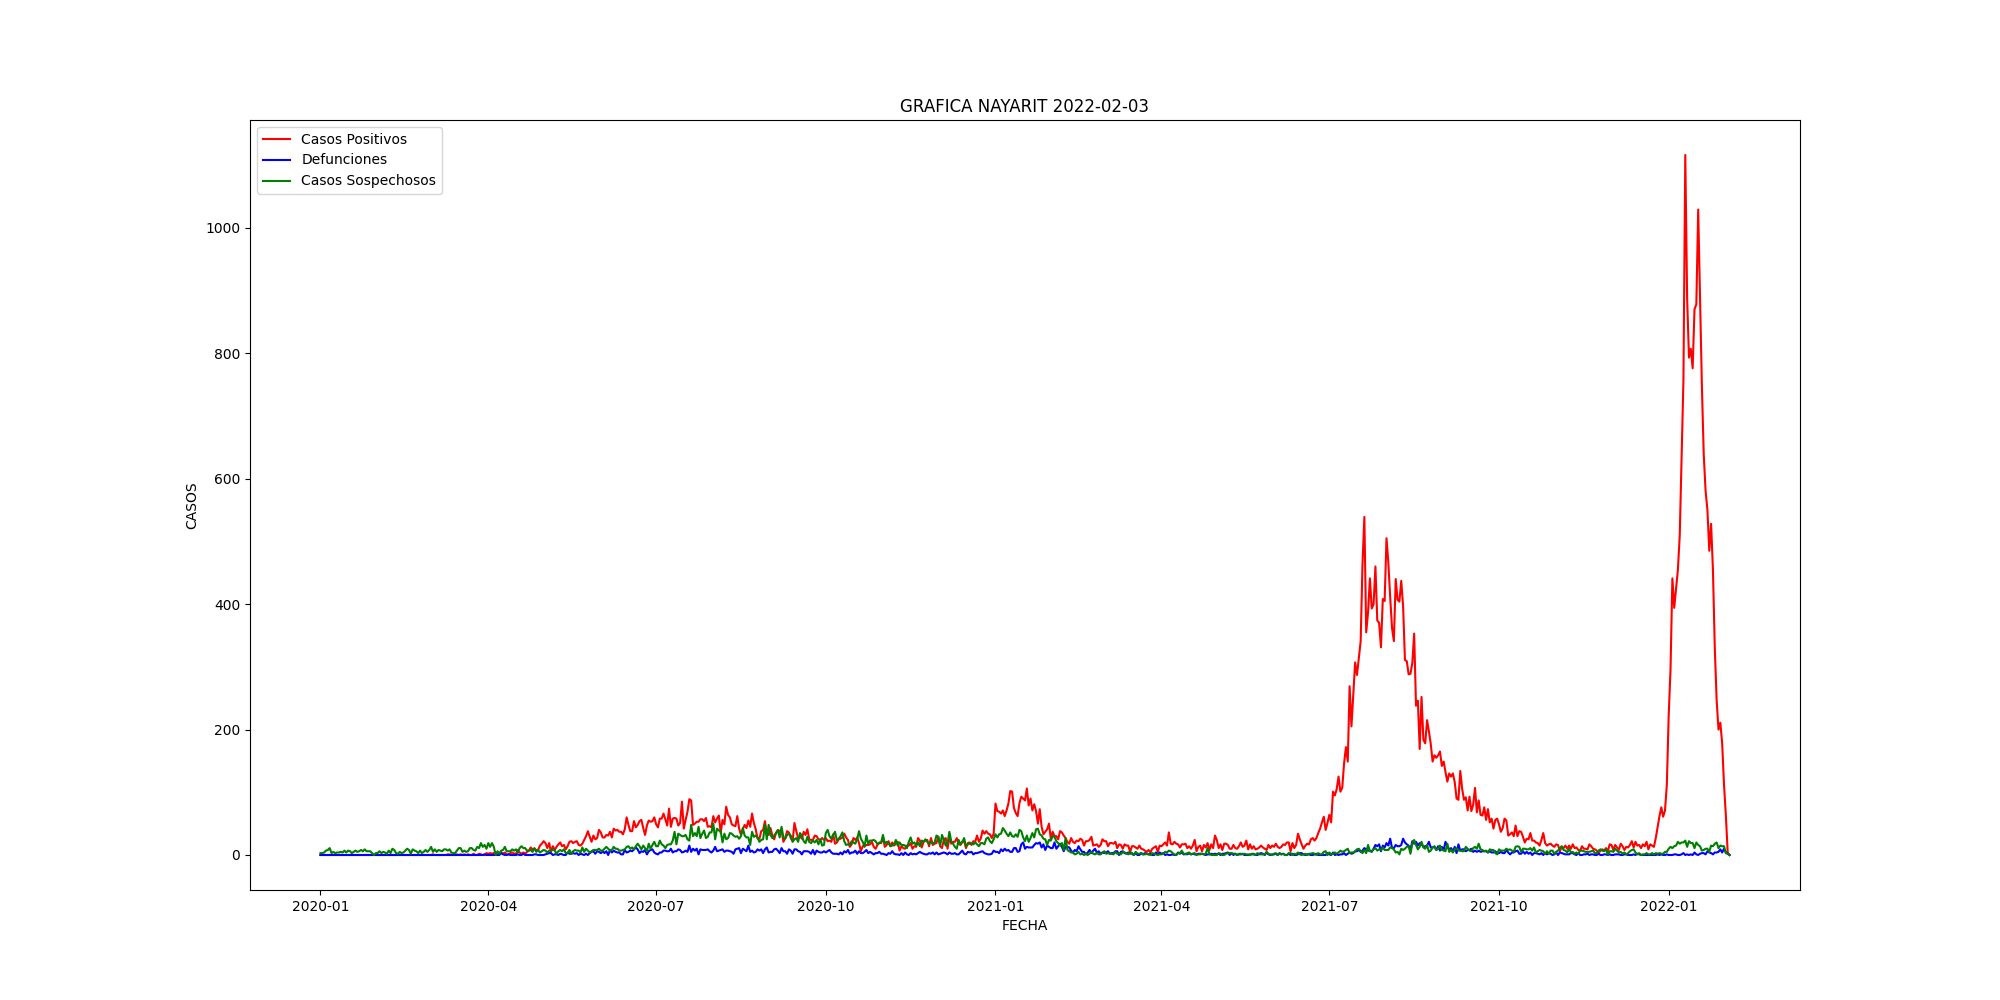 GRAFICA NAYARIT 2022-02-03
Casos Positivos
Defunciones
Casos Sospechosos
1000
800
600
400
200
0
CASOS
2020-01 2020-04 2020-07 2020-10 2021-01 2021-04 2021-07 2021-10 2022-01
FECHA